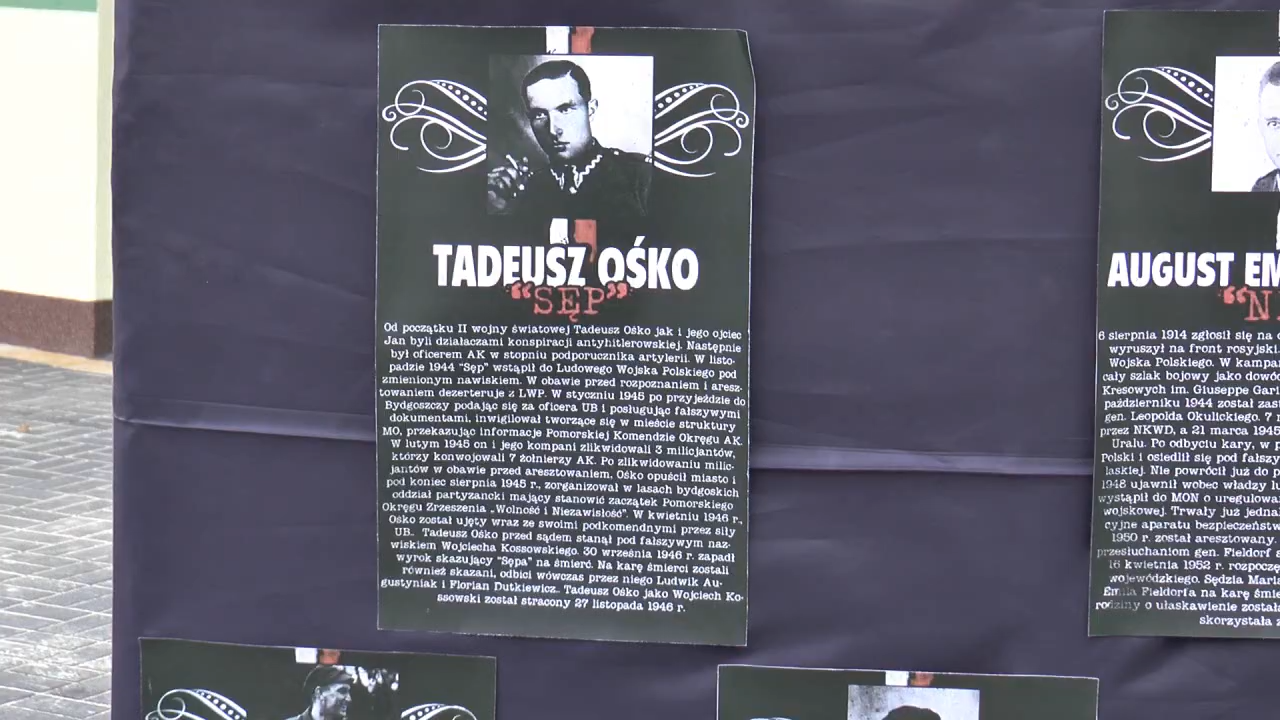 TADEUSZ OŚKO
“SĘP”
Od początku II wojny światowej Tadeusz Ośko jak i jego ojciec
Jan byli działaczami konspiracji antyhitlerowskiej. Następnie
był oficerem AK w stopniu podporucznika artylerii. W listo-
padzie 1944 "Sęp" wstąpił do Ludowego Wojska Polskiego pod
zmienionym nawiskiem. W obawie przed rozpoznaniem i aresz-
towaniem dezerteruje z LWP. W styczniu 1945 po przyjeździe do
Bydgoszczy podając się za oficera UB i posługując fałszywymi
dokumentami, inwigilował tworzące się w mieście struktury
MO, przekazując informacje Pomorskiej Komendzie Okręgu AK.
W lutym 1945 on i jego kompani zlikwidowali 3 milicjantów,
którzy konwojowali 7 żołnierzy AK. Po zlikwidowaniu milic-
jantów w obawie przed aresztowaniem, Ośko opuścił miasto i
pod koniec sierpnia 1945 r., zorganizował w lasach bydgoskich
oddział partyzancki mający stanowić zaczątek Pomorskiego
Okręgu Zrzeszenia „Wolność i Niezawisłość". W kwietniu 1946 r.,
Ośko został ujęty wraz ze swoimi podkomendnymi przez siły
UB.. Tadeusz Ośko przed sądem stanął pod fałszywym naz-
wiskiem Wojciecha Kossowskiego. 30 września 1946 r. zapadł
wyrok skazujący "Sępa" na śmierć. Na karę śmierci zostali
również skazani, odbici wówczas przez niego Ludwik Au-
gustyniak i Florian Dutkiewicz.. Tadeusz Ośko jako Wojciech Ko-
ssowski został stracony 27 listopada 1946 r.
AUGUST EM
“N
6 sierpnia 1914 zgłosił się na
wyruszył na front rosyjski.
Wojska Polskiego. W kampa
cały szlak bojowy jako dowód
Kresowych im. Giuseppe Gari
październiku 1944 został zas
gen. Leopolda Okulickiego. 7
przez NKWD, a 21 marca 1945
Uralu. Po odbyciu kary, w
Polski i osiedlił się pod fałszy
laskiej. Nie powrócił już do p
1948 ujawnił wobec władzy lu
wystąpił do MON o uregulowa
wojskowej. Trwały już jedna
cyjne aparatu bezpieczeńst
1950 r. został aresztowany.
przesłuchaniom gen. Fieldorf
16 kwietnia 1952 r. rozpoczę
wojewódzkiego. Sędzia Maria
Emila Fieldorfa na karę śmie
rodziny o ułaskawienie została
skorzystała z